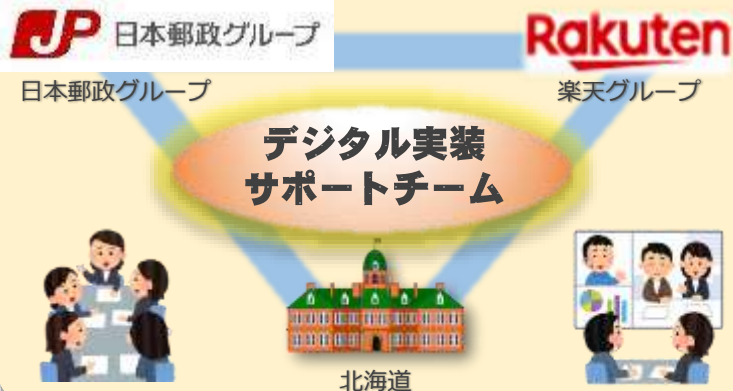 JP 日本郵政グループ
Rakuten
日本郵政グループ
楽天グループ
デジタル実装
サポートチーム
北海道